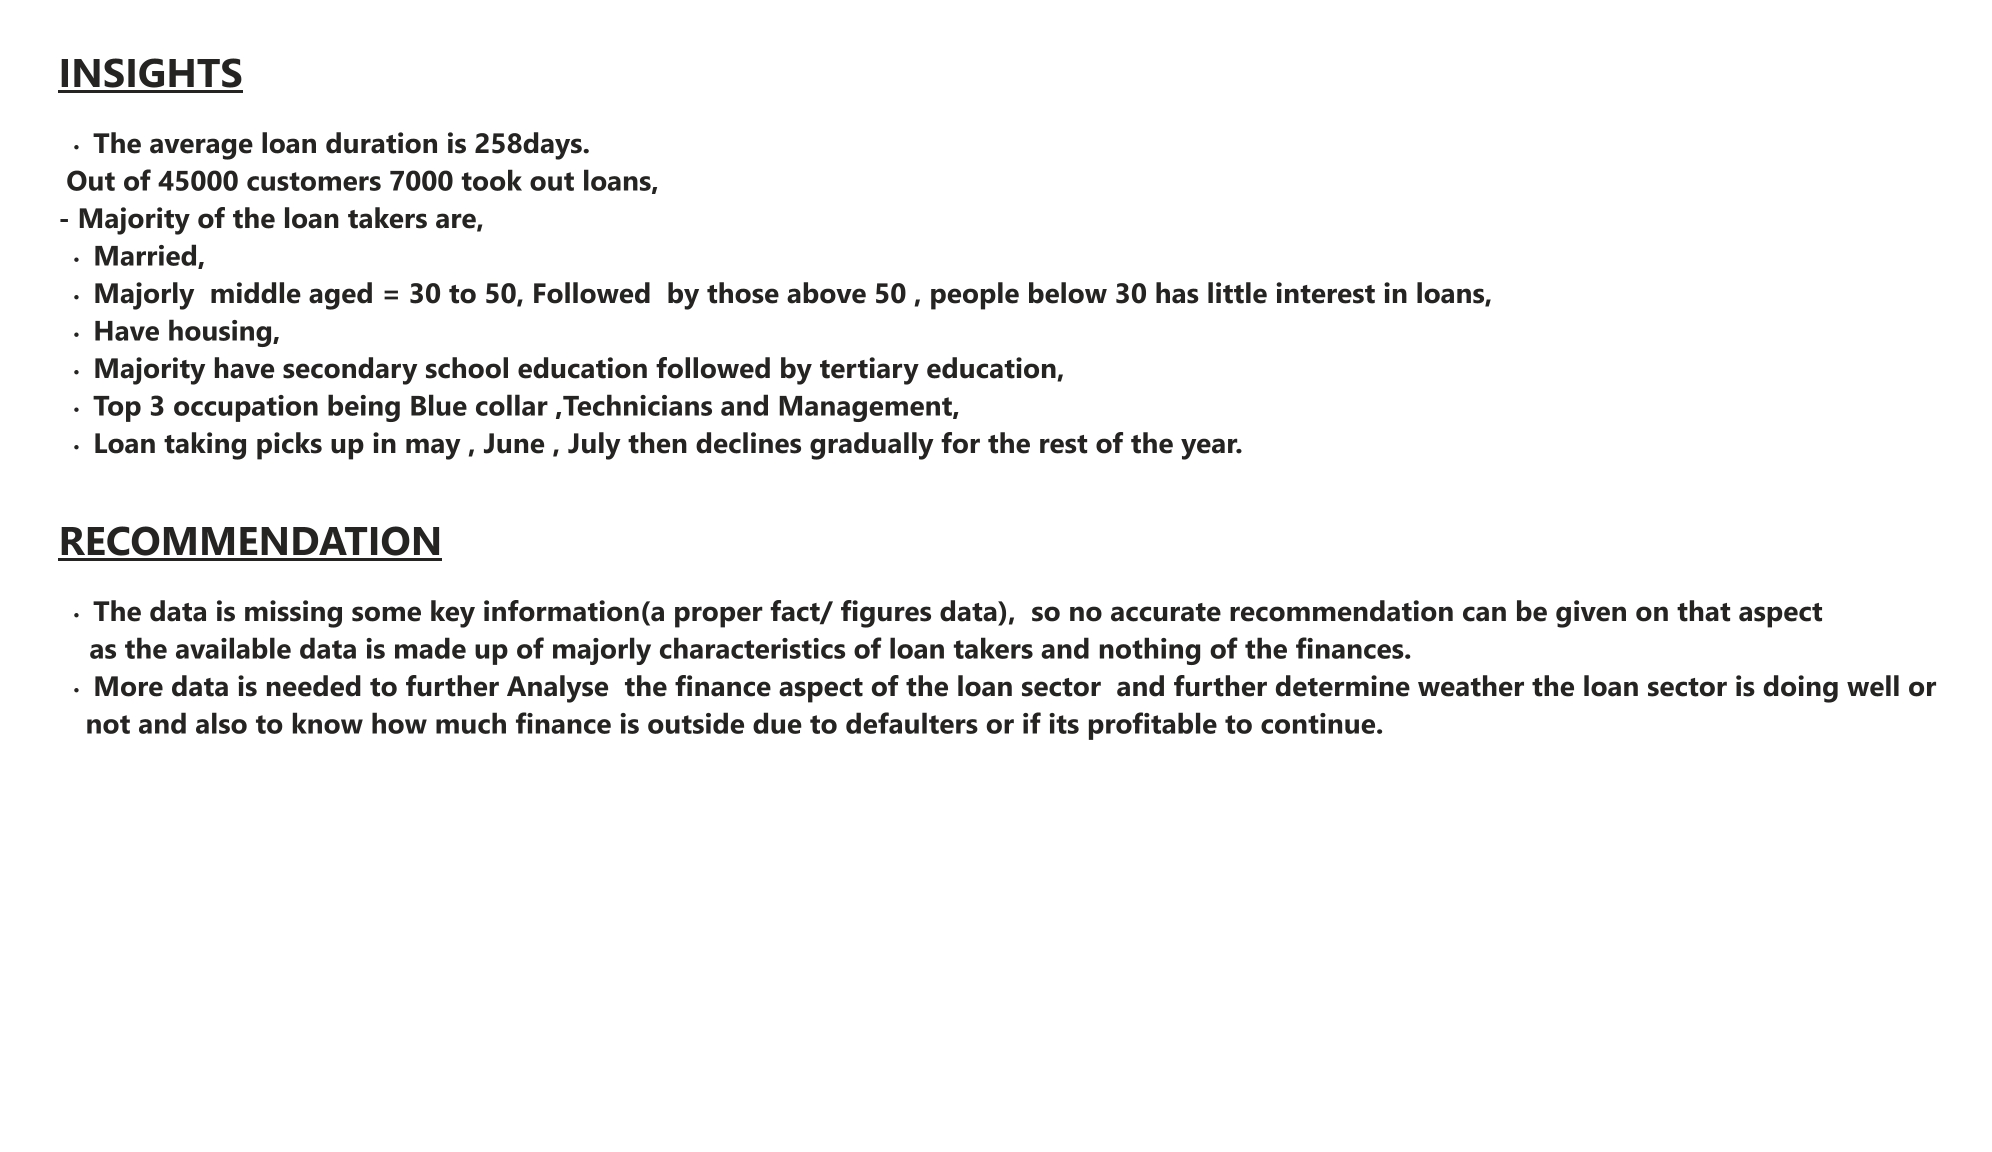 INSIGHTS
• The average loan duration is 258days.
Out of 45000 customers 7000 took out loans,
- Majority of the loan takers are,
• Married,
• Majorly  middle aged = 30 to 50, Followed  by those above 50 , people below 30 has little interest in loans,
• Have housing,
• Majority have secondary school education followed by tertiary education,
• Top 3 occupation being Blue collar ,Technicians and Management,
• Loan taking picks up in may , June , July then declines gradually for the rest of the year.
RECOMMENDATION
• The data is missing some key information(a proper fact/ figures data),  so no accurate recommendation can be given on that aspect
as the available data is made up of majorly characteristics of loan takers and nothing of the finances.
• More data is needed to further Analyse  the finance aspect of the loan sector  and further determine weather the loan sector is doing well or
not and also to know how much finance is outside due to defaulters or if its profitable to continue.